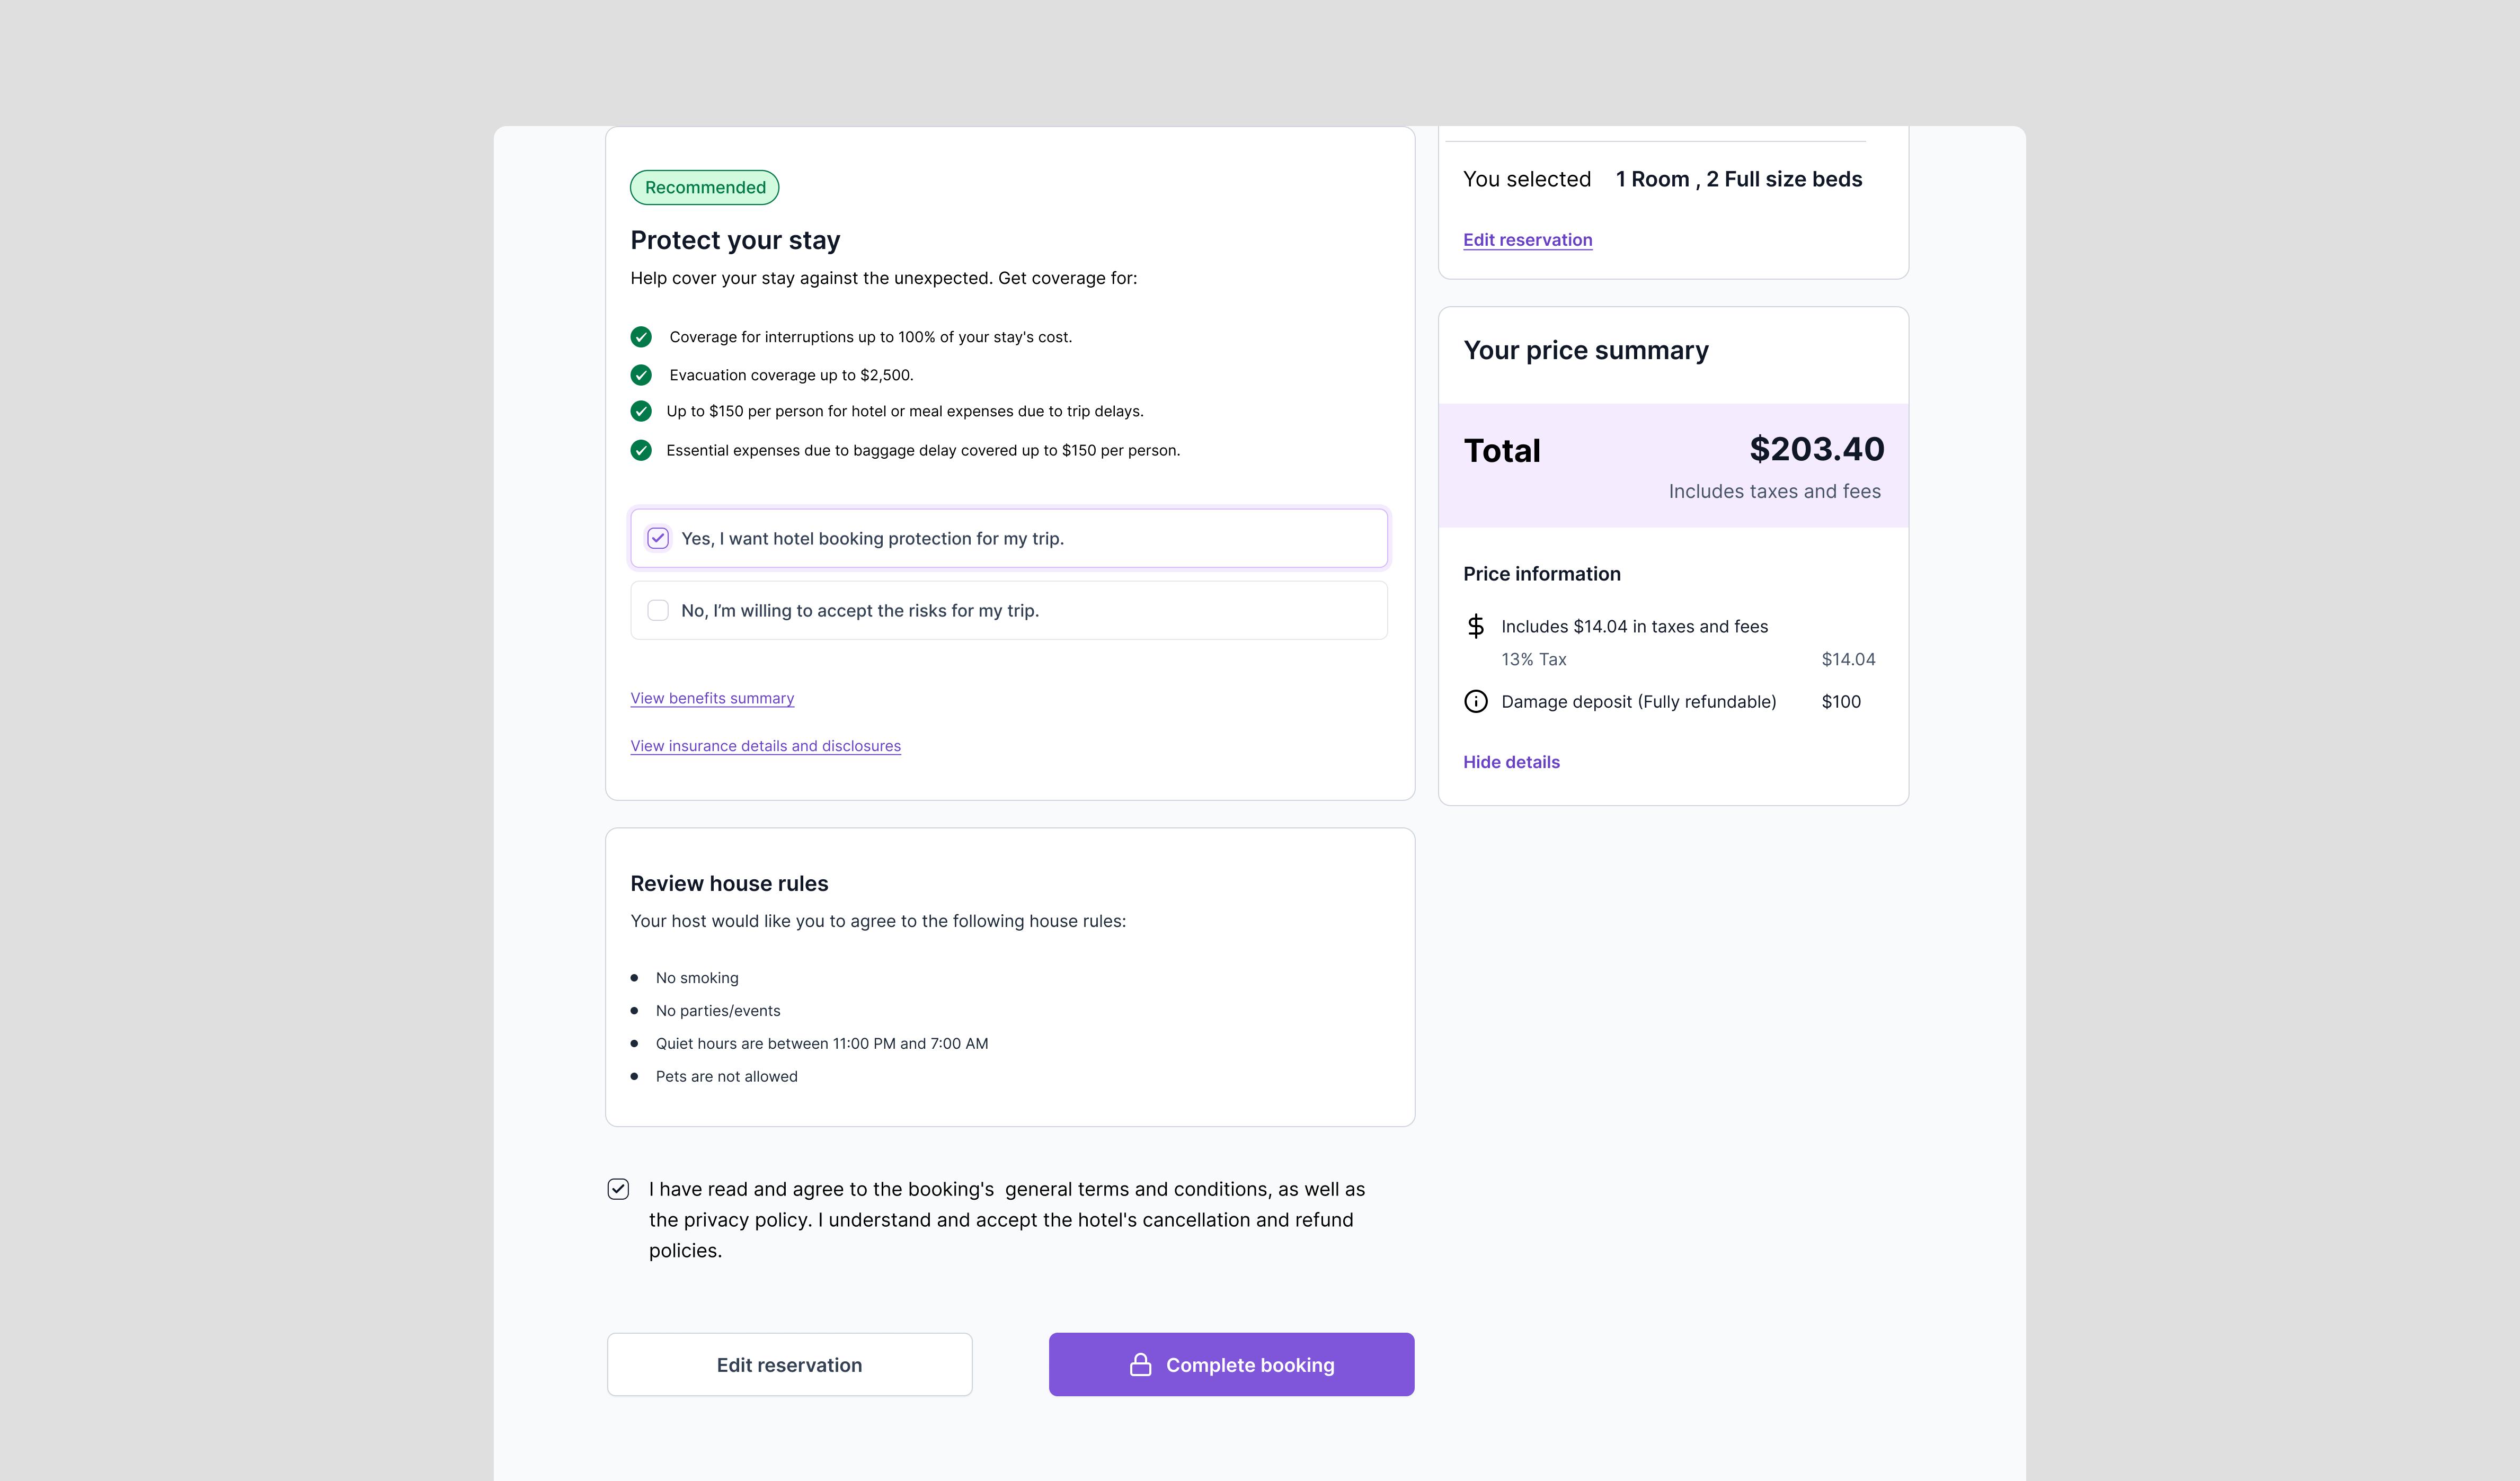 Recommended
Protect your stay
Help cover your stay against the unexpected. Get coverage for:
Coverage for interruptions up to 100% of your stay's cost.
Evacuation coverage up to $2,500.
Up to $150 per person for hotel or meal expenses due to trip delays.
Essential expenses due to baggage delay covered up to $150 per person.
Yes, I want hotel booking protection for my trip.
No, I’m willing to accept the risks for my trip.
View benefits summary
View insurance details and disclosures
Review house rules
Your host would like you to agree to the following house rules:
No smoking
No parties/events
Quiet hours are between 11:00 PM and 7:00 AM
Pets are not allowed
I have read and agree to the booking's  general terms and conditions, as well as
the privacy policy. I understand and accept the hotel's cancellation and refund
policies.
Edit reservation
Complete booking
You selected 1 Room , 2 Full size beds
Edit reservation
Your price summary
Total $203.40
Includes taxes and fees
Price information
Includes $14.04 in taxes and fees
13% Tax $14.04
Damage deposit (Fully refundable) $100
Hide details